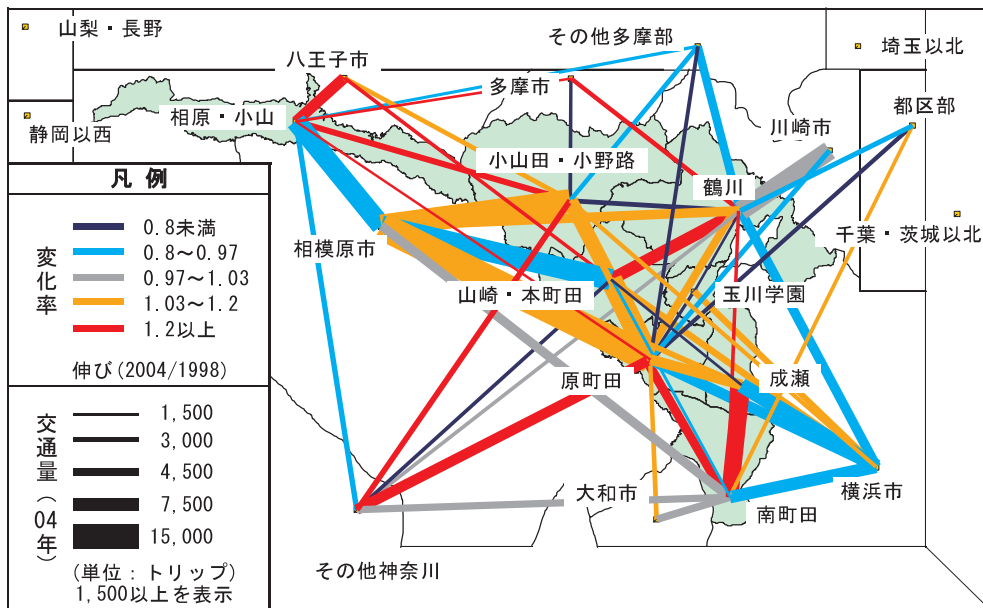 山梨・長野
その他多摩部
埼玉以北
八王子市
多摩市
都区部
相原・小山
川崎市
静岡以西
小山田・小野路
鶴川
凡 例
0.8未満
0.8～0.97
0.97～1.03
1.03～1.2
1.2以上
変化率
伸び(2004/1998)
相模原市
千葉・茨城以北
山崎・本町田
玉川学園
原町田
成瀬
交通量(04年)
1,500
3,000
4,500
7,500
15,000
(単位：トリップ)
1,500以上を表示
大和市
横浜市
南町田
その他神奈川